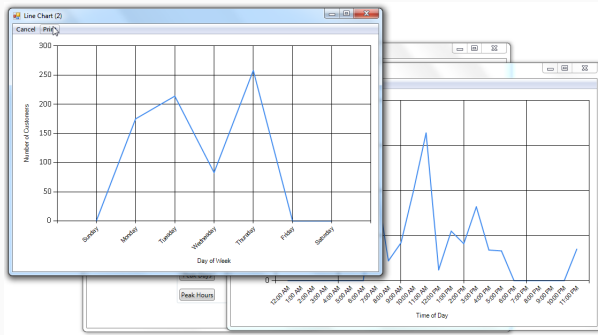 Line Chart (2)
Cancel Print
300
250
200
150
100
50
0
Number of Customers
Sunday Monday Tuesday Wednesday Thursday Friday Saturday
Day of Week
Peak Days
Peak Hours
0
12:00 AM 1:00 AM 2:00 AM 3:00 AM 4:00 AM 5:00 AM 6:00 AM 7:00 AM 8:00 AM 9:00 AM 10:00 AM 11:00 AM 12:00 PM 1:00 PM 2:00 PM 3:00 PM 4:00 PM 5:00 PM 6:00 PM 7:00 PM 8:00 PM 9:00 PM 10:00 PM 11:00 PM
Time of Day